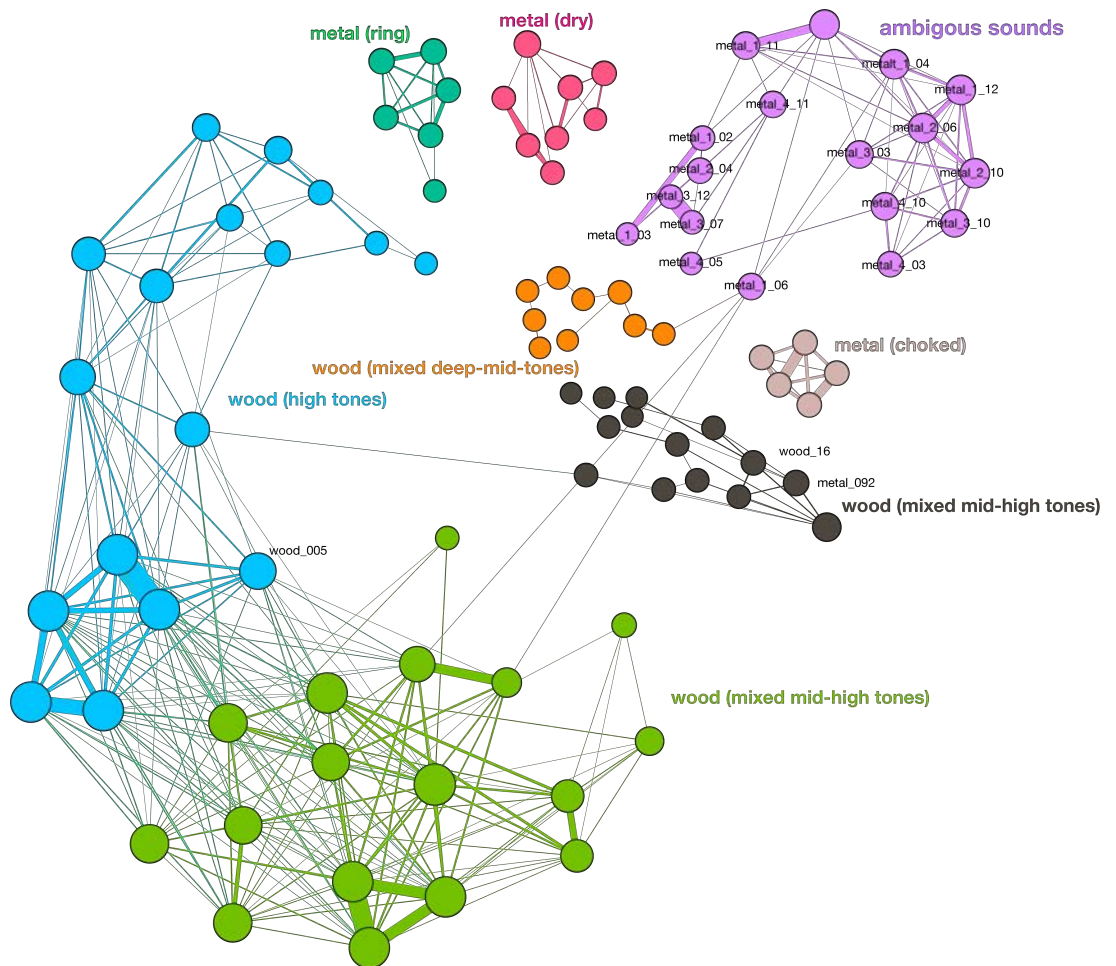 metal (dry)
metal (ring)
ambigous sounds
metal_1_11
metalt_1_04
metal_1_12
metal_4_11
metal_2_06
metal_1_02
metal_3_03
metal_2_04
metal_2_10
metal_3_12
metal_4_10
metal_3_07
metal_3_10
metal_1_03
metal_4_05
metal_4_03
metal_1_06
metal (choked)
wood (mixed deep-mid-tones)
wood (high tones)
wood_16
metal_092
wood (mixed mid-high tones)
wood_005
wood (mixed mid-high tones)